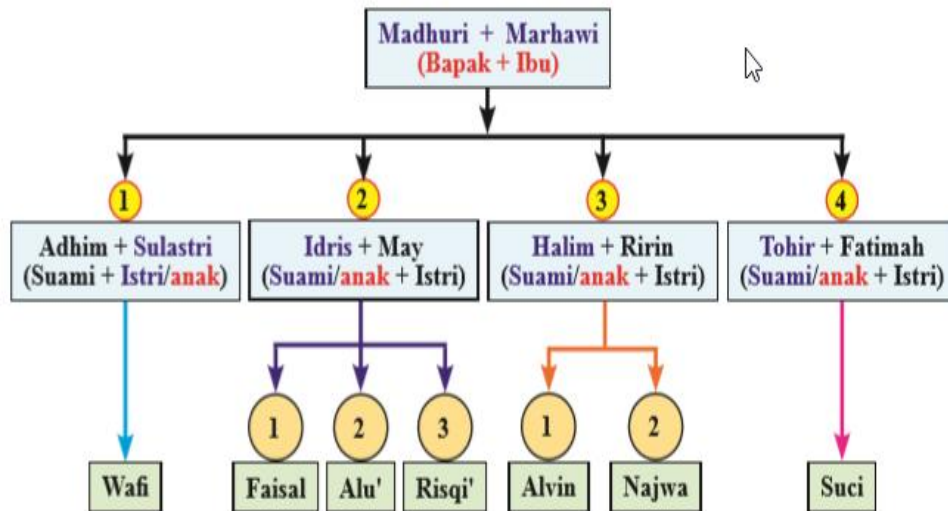 Madhuri + Marhawi
(Bapak + Ibu)
1
2
3
4
Adhim + Sulastri
(Suami + Istri/anak)
Idris + May
(Suami/anak + Istri)
Halim + Ririn
(Suami/anak + Istri)
Tohir + Fatimah
(Suami/anak + Istri)
1
2
3
1
2
Wafi
Faisal
Alu'
Risqi'
Alvin
Najwa
Suci